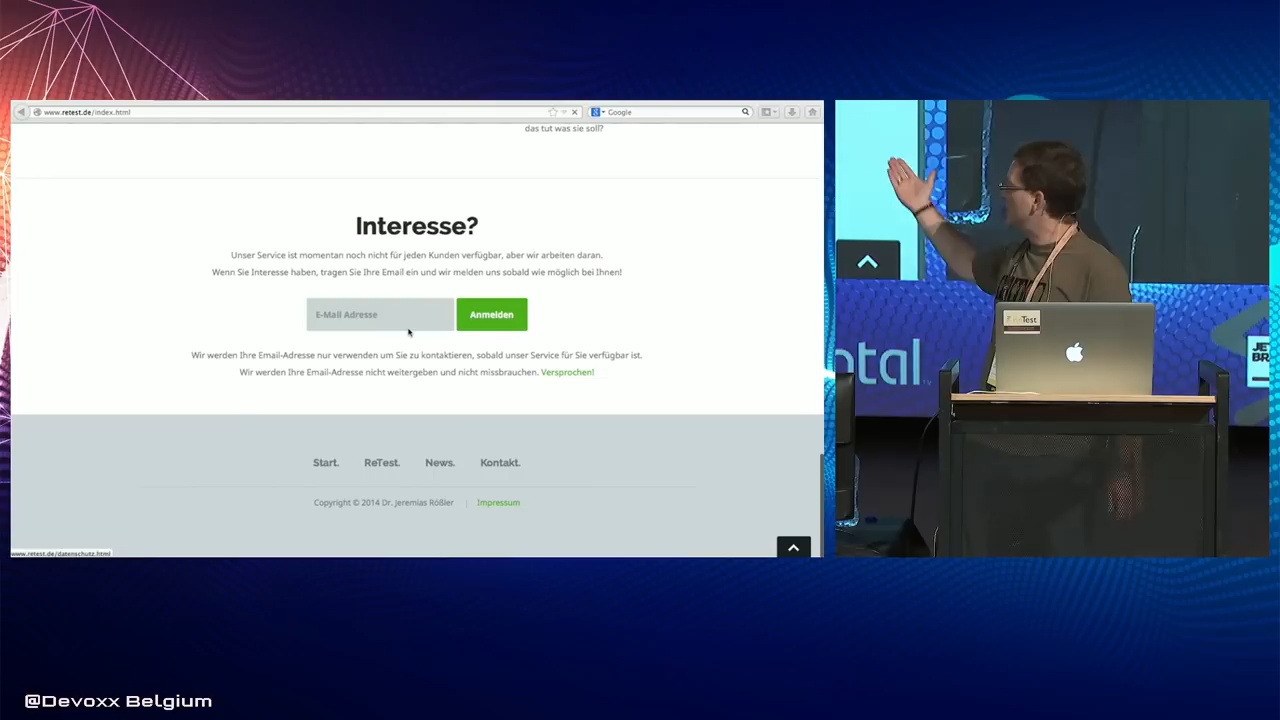 www.retest.de/index.html
Google
das tut was sie soll?
Interesse?
Unser Service ist momentan noch nicht für jeden Kunden verfügbar, aber wir arbeiten daran.
Wenn Sie Interesse haben, tragen Sie Ihre Email ein und wir melden uns sobald wie möglich bei Ihnen!
E-Mail Adresse
Anmelden
Wir werden Ihre Email-Adresse nur verwenden um Sie zu kontaktieren, sobald unser Service für Sie verfügbar ist.
Wir werden Ihre Email-Adresse nicht weitergeben und nicht missbrauchen. Versprochen!
Start. ReTest. News. Kontakt.
Copyright © 2014 Dr. Jeremias Rößler | Impressum
www.retest.de/datenschutz.html
Test
otal
JET
BRA
@Devoxx Belgium